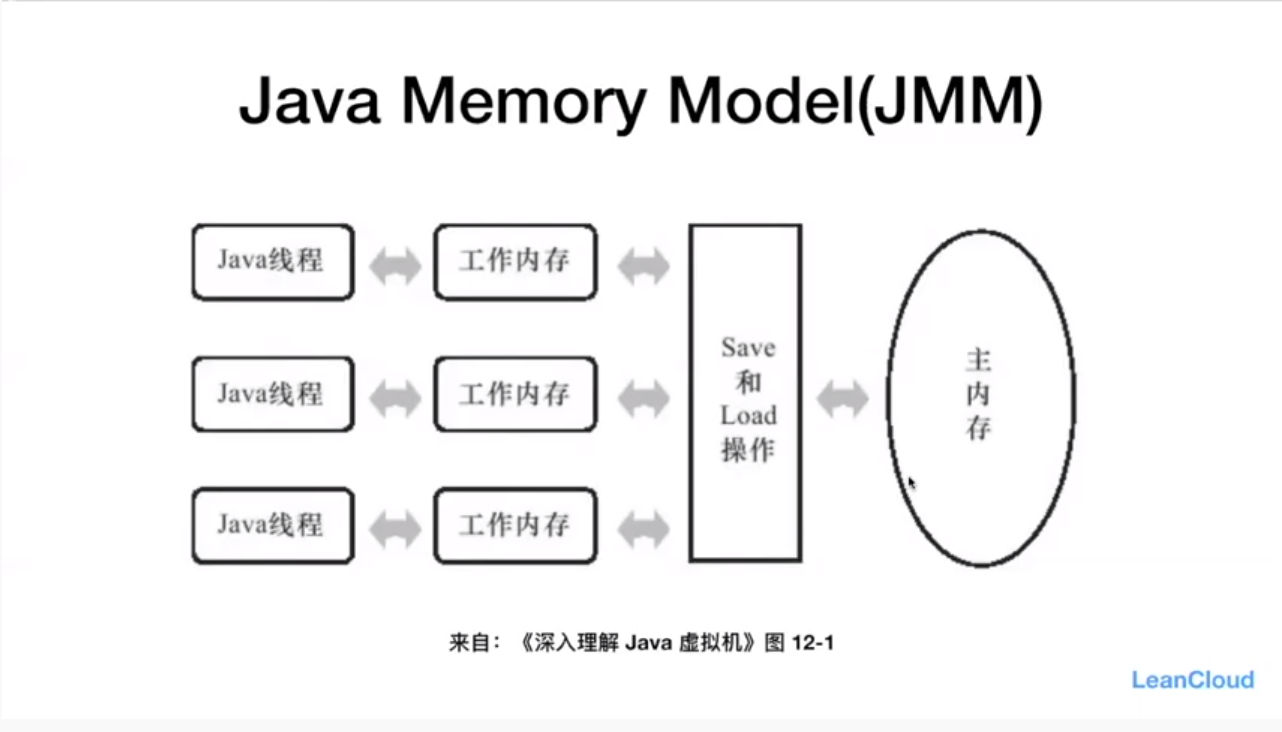 Java Memory Model(JMM)
Java线程
工作内存
Java线程
工作内存
Java线程
工作内存
Save
和
Load
操作
主
内
存
来自：《深入理解 Java 虚拟机》图 12-1
LeanCloud